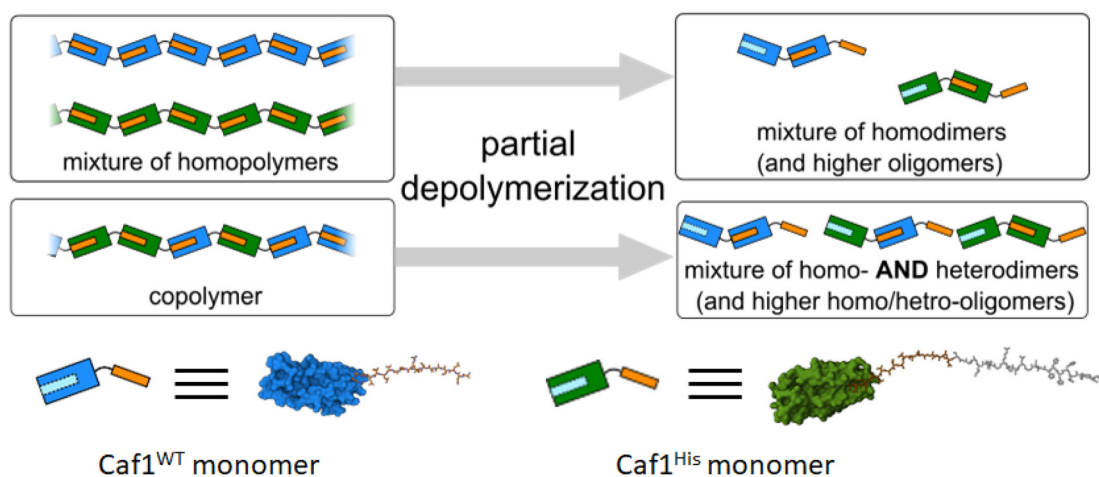 mixture of homopolymers
copolymer
partial
depolymerization
mixture of homodimers
(and higher oligomers)
mixture of homo- AND heterodimers
(and higher homo/hetro-oligomers)
Caf1WT monomer
Caf1His monomer